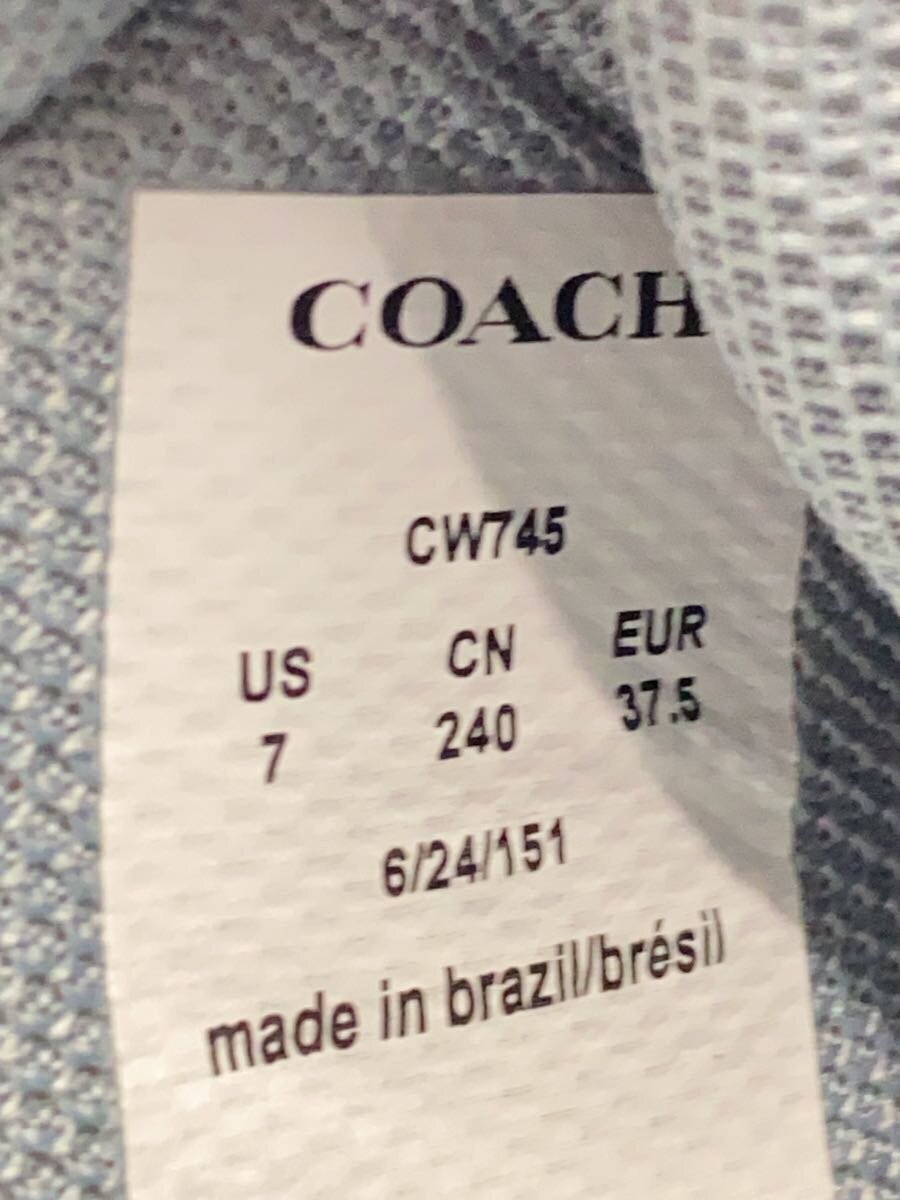 COACH
CW745
US CN EUR
7 240 37.5
6/24/151
made in brazil/brésil